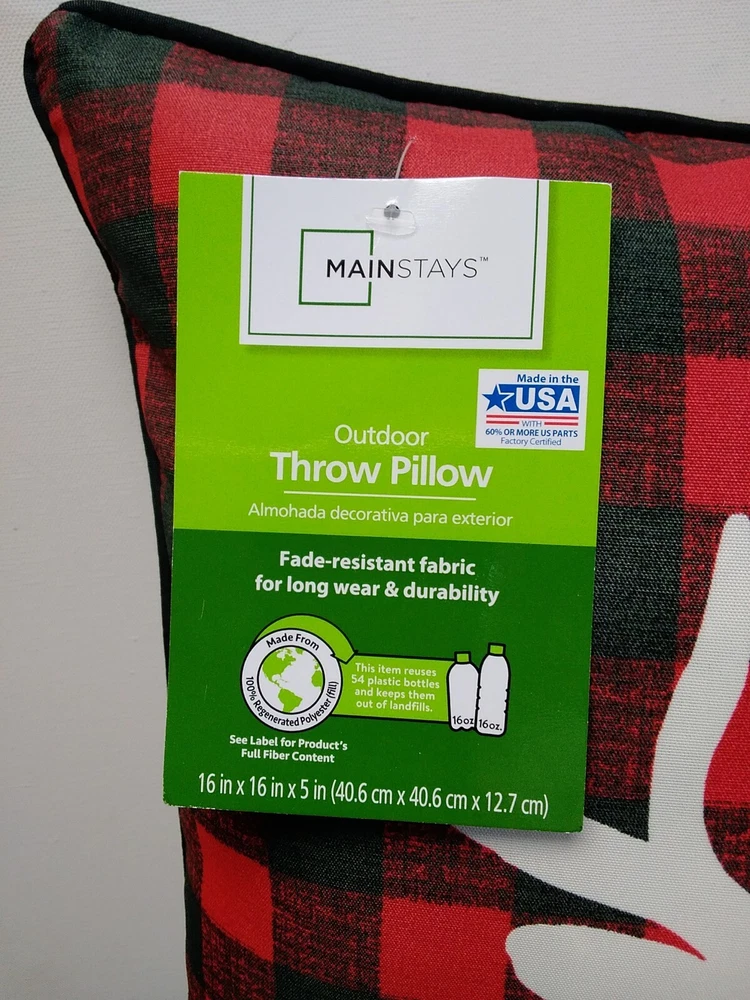 MAINSTAYS™
Made in the
USA
WITH
60% OR MORE US PARTS
Factory Certified
Outdoor
Throw Pillow
Almohada decorativa para exterior
Fade-resistant fabric
for long wear & durability
Made From
100% Regenerated Polyester (fill)
This item reuses
54 plastic bottles
and keeps them
out of landfills.
16oz. 16oz.
See Label for Product's
Full Fiber Content
16 in x 16 in x 5 in (40.6 cm x 40.6 cm x 12.7 cm)